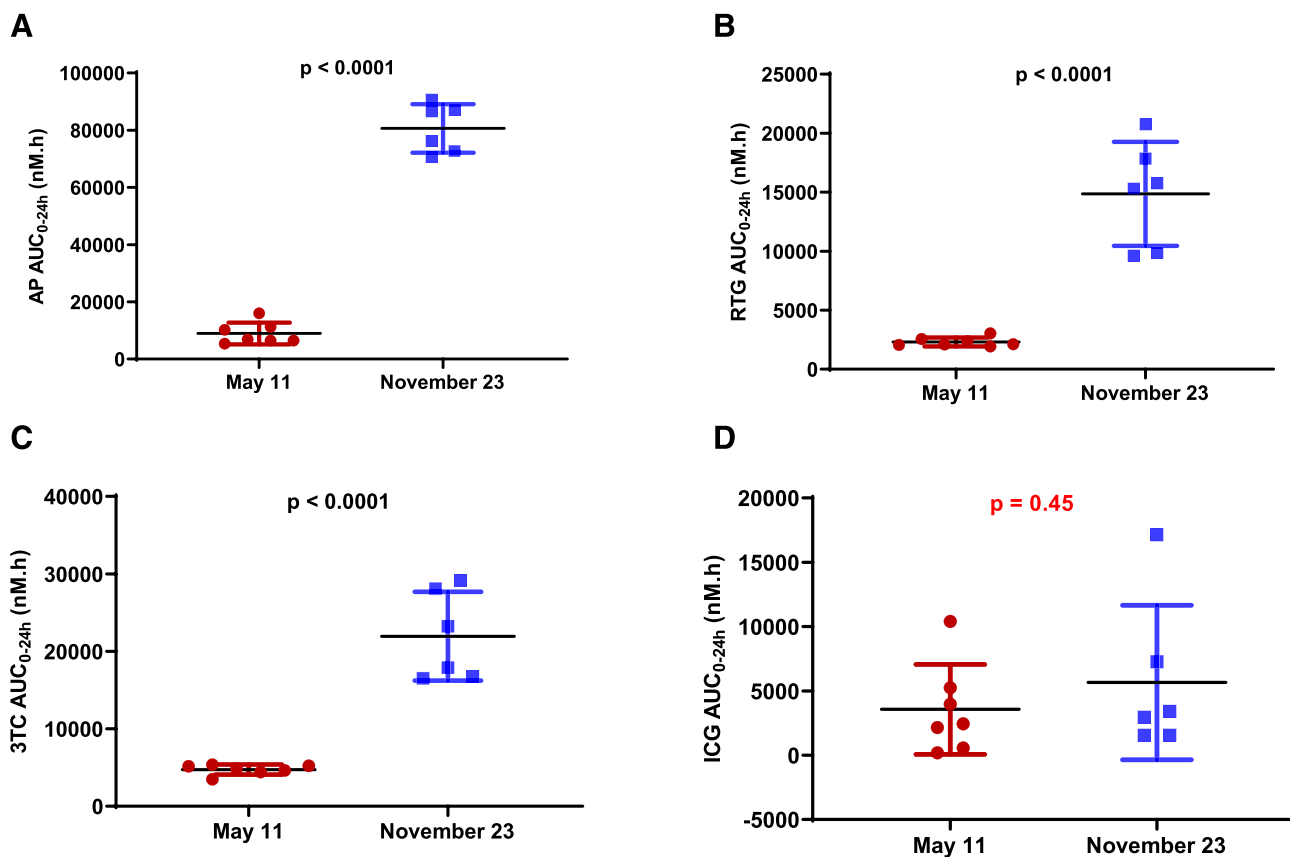 A
p < 0.0001
AP AUC0-24h (nM.h)
100000
80000
60000
40000
20000
0
May 11
November 23
B
p < 0.0001
RTG AUC0-24h (nM.h)
25000
20000
15000
10000
5000
0
May 11
November 23
C
p < 0.0001
3TC AUC0-24h (nM.h)
40000
30000
20000
10000
0
May 11
November 23
D
p = 0.45
ICG AUC0-24h (nM.h)
20000
15000
10000
5000
0
-5000
May 11
November 23